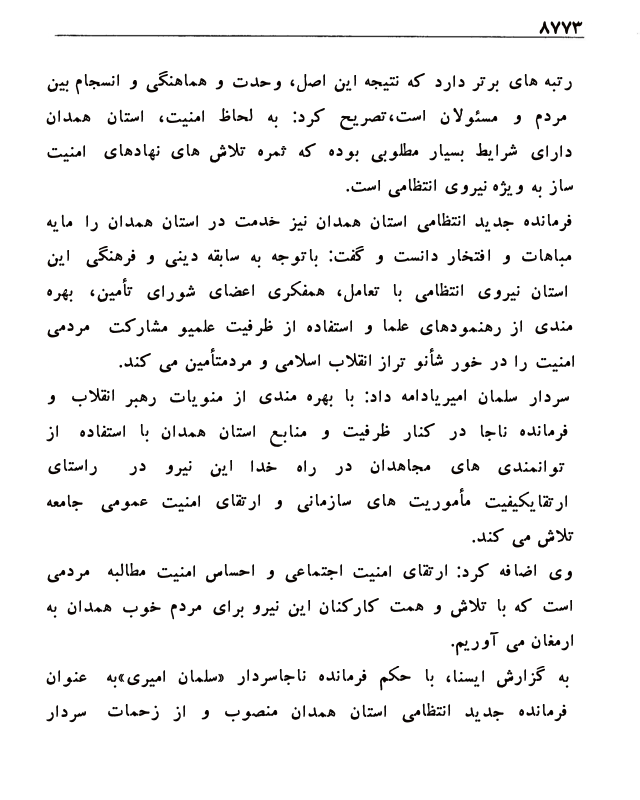 ۸۷۷۳
رتبه های برتر دارد که نتیجه این اصل، وحدت و هماهنگی و انسجام بین
مردم و مسئولان است،تصریح کرد: به لحاظ امنیت، استان همدان
دارای شرایط بسیار مطلوبی بوده که ثمره تلاش های نهادهای امنیت
ساز به ویژه نیروی انتظامی است.
فرمانده جدید انتظامی استان همدان نیز خدمت در استان همدان را مایه
مباهات و افتخار دانست و گفت: باتوجه به سابقه دینی و فرهنگی این
استان نیروی انتظامی با تعامل، همفکری اعضای شورای تأمین، بهره
مندی از رهنمودهای علما و استفاده از ظرفیت علمیو مشارکت مردمی
امنیت را در خور شأنو تراز انقلاب اسلامی و مردمتأمین می کند.
سردار سلمان امیریادامه داد: با بهره مندی از منویات رهبر انقلاب و
فرمانده ناجا در کنار ظرفیت و منابع استان همدان با استفاده از
توانمندی های مجاهدان در راه خدا این نیرو در راستای
ارتقایکیفیت مأموریت های سازمانی و ارتقای امنیت عمومی جامعه
تلاش می کند.
وی اضافه کرد: ارتقای امنیت اجتماعی و احساس امنیت مطالبه مردمی
است که با تلاش و همت کارکنان این نیرو برای مردم خوب همدان به
ارمغان می آوریم.
به گزارش ایسنا، با حکم فرمانده ناجاسردار «سلمان امیری»به عنوان
فرمانده جدید انتظامی استان همدان منصوب و از زحمات سردار